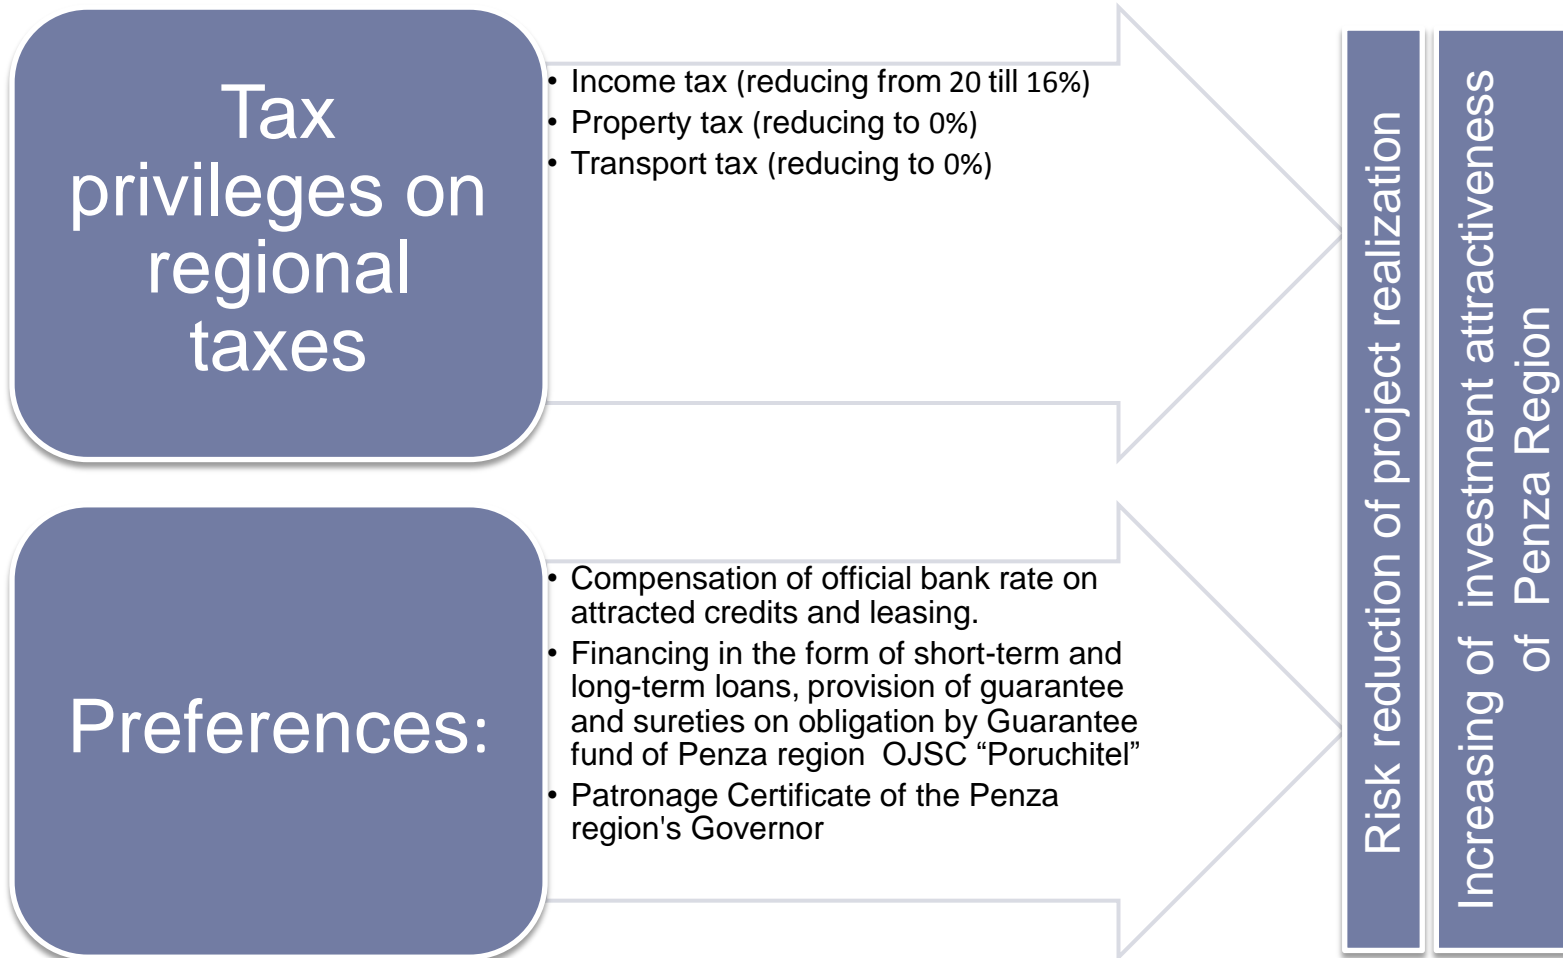 Tax
privileges on
regional
taxes
• Income tax (reducing from 20 till 16%)
• Property tax (reducing to 0%)
• Transport tax (reducing to 0%)
Preferences:
• Compensation of official bank rate on
attracted credits and leasing.
• Financing in the form of short-term and
long-term loans, provision of guarantee
and sureties on obligation by Guarantee
fund of Penza region OJSC “Poruchitel”
• Patronage Certificate of the Penza
region's Governor
Risk reduction of project realization
Increasing of investment attractiveness
of Penza Region